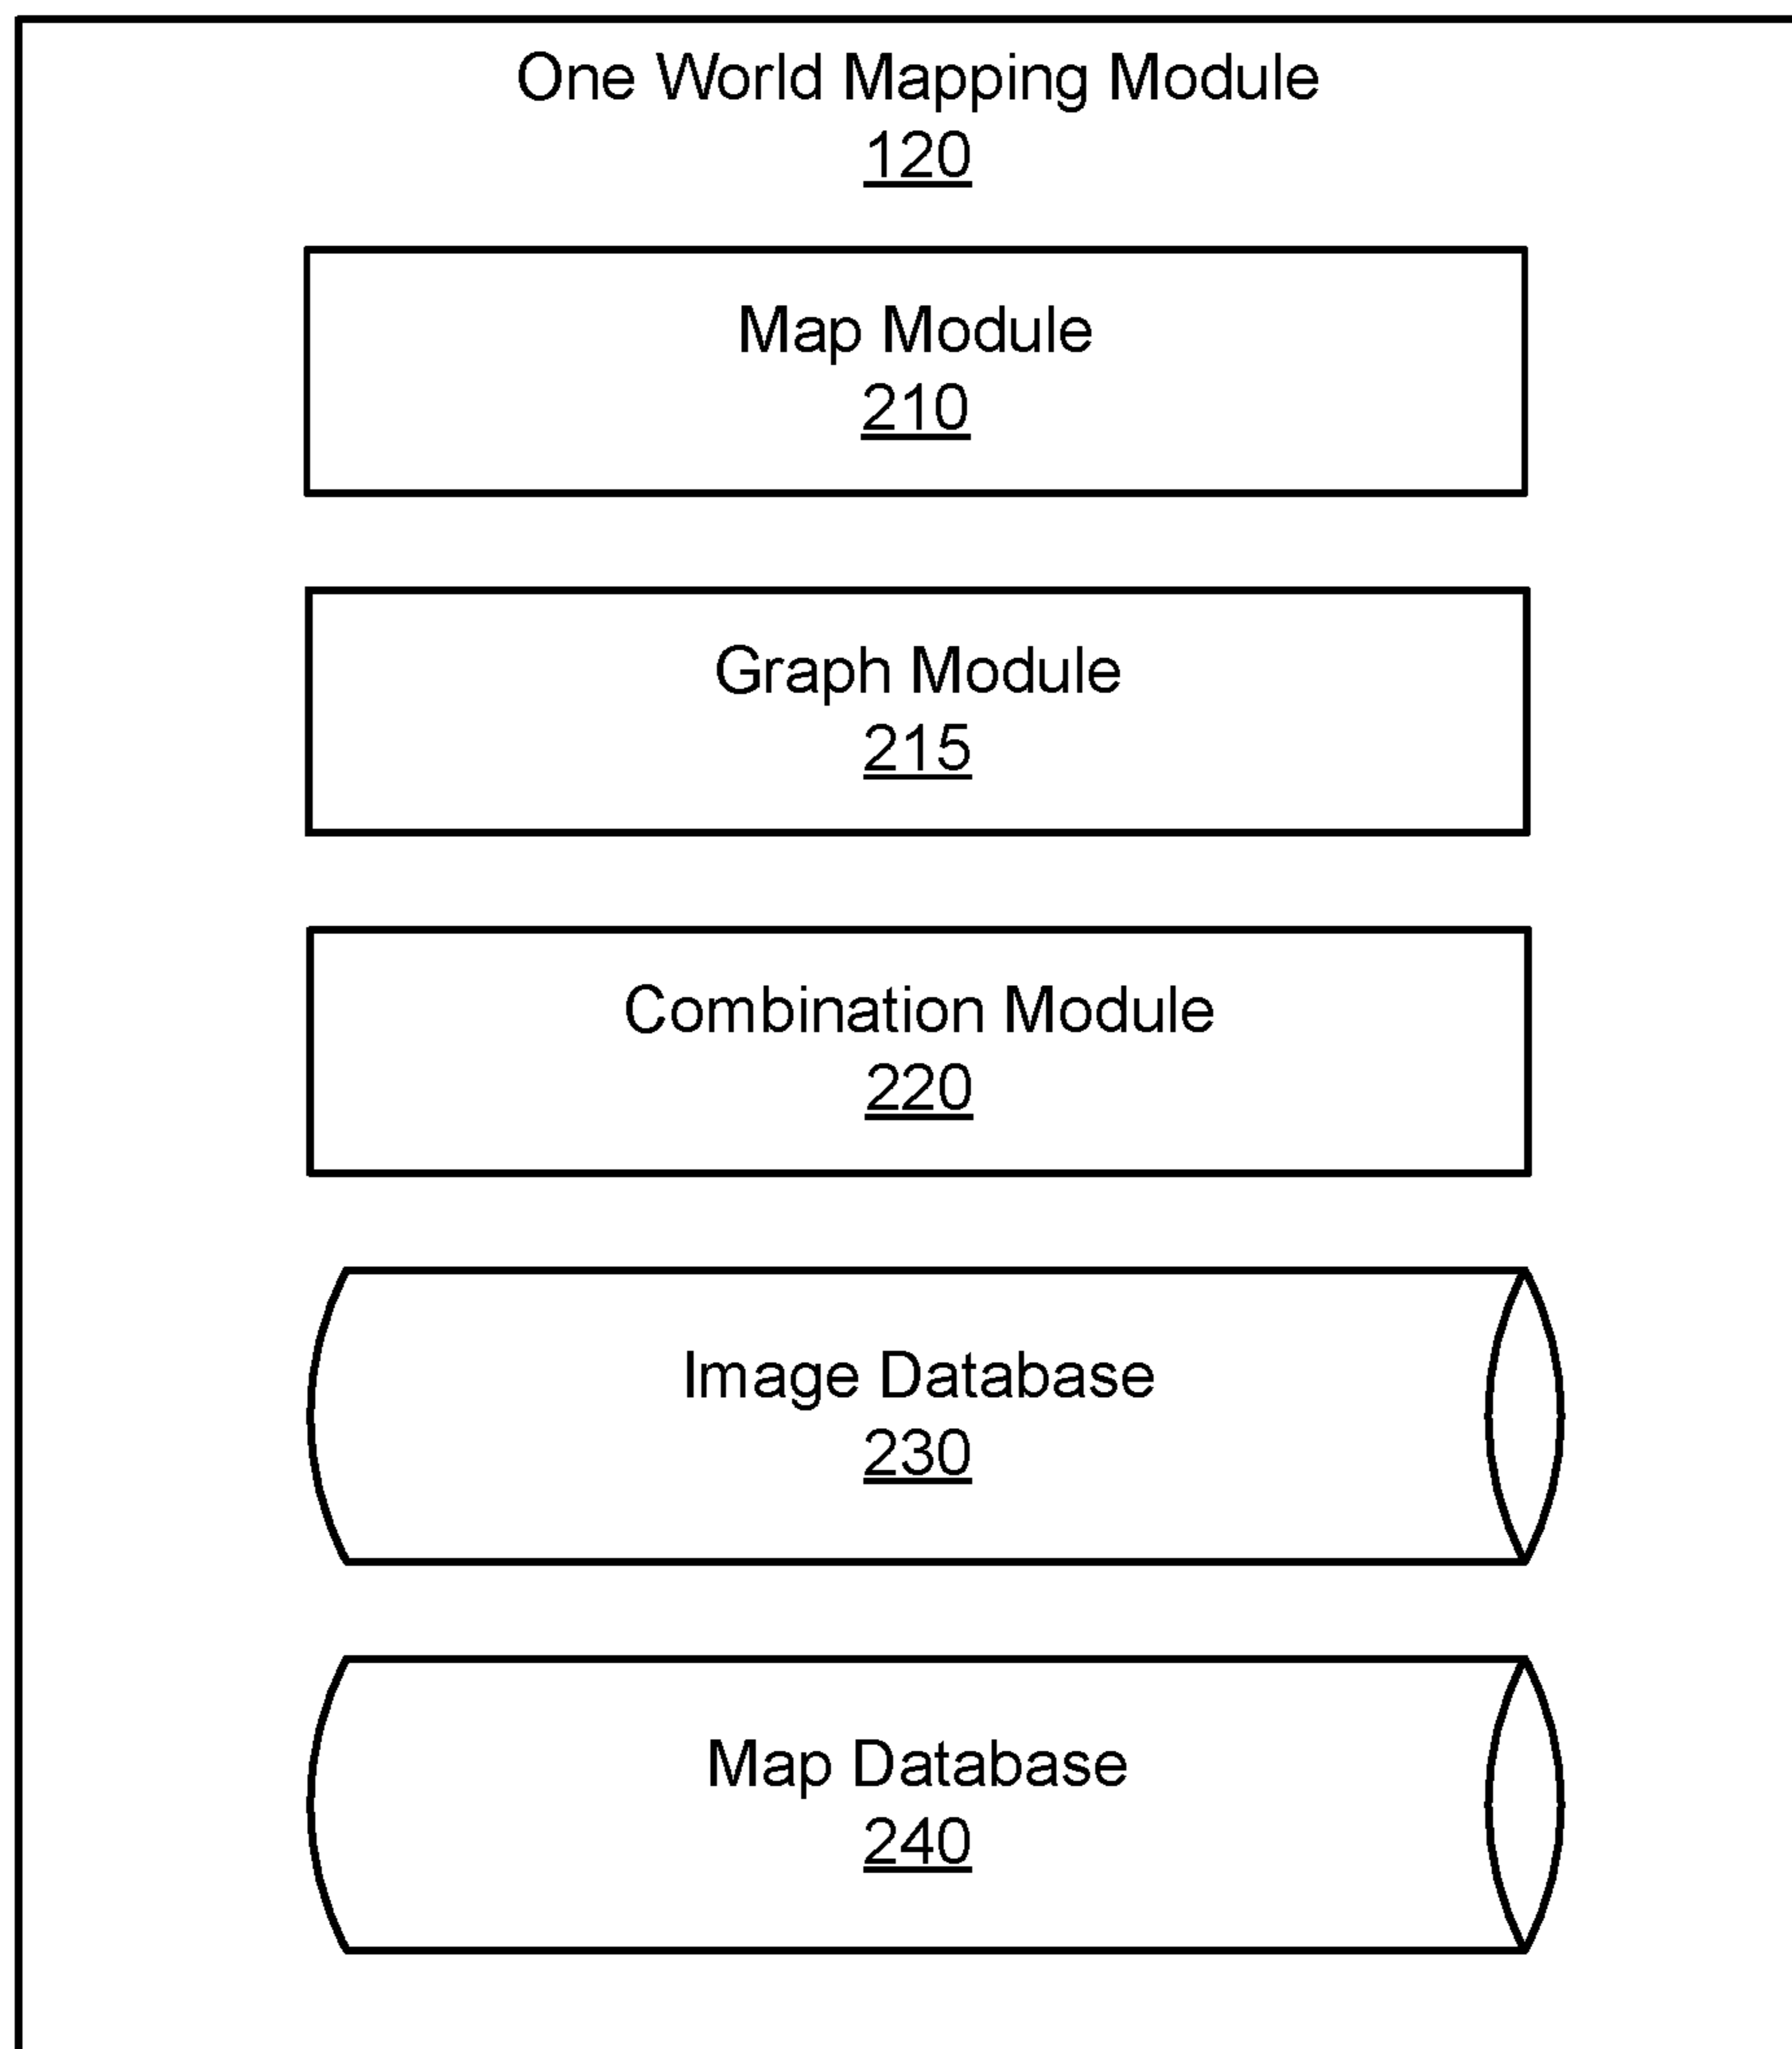 One World Mapping Module
120
Map Module
210
Graph Module
215
Combination Module
220
Image Database
230
Map Database
240